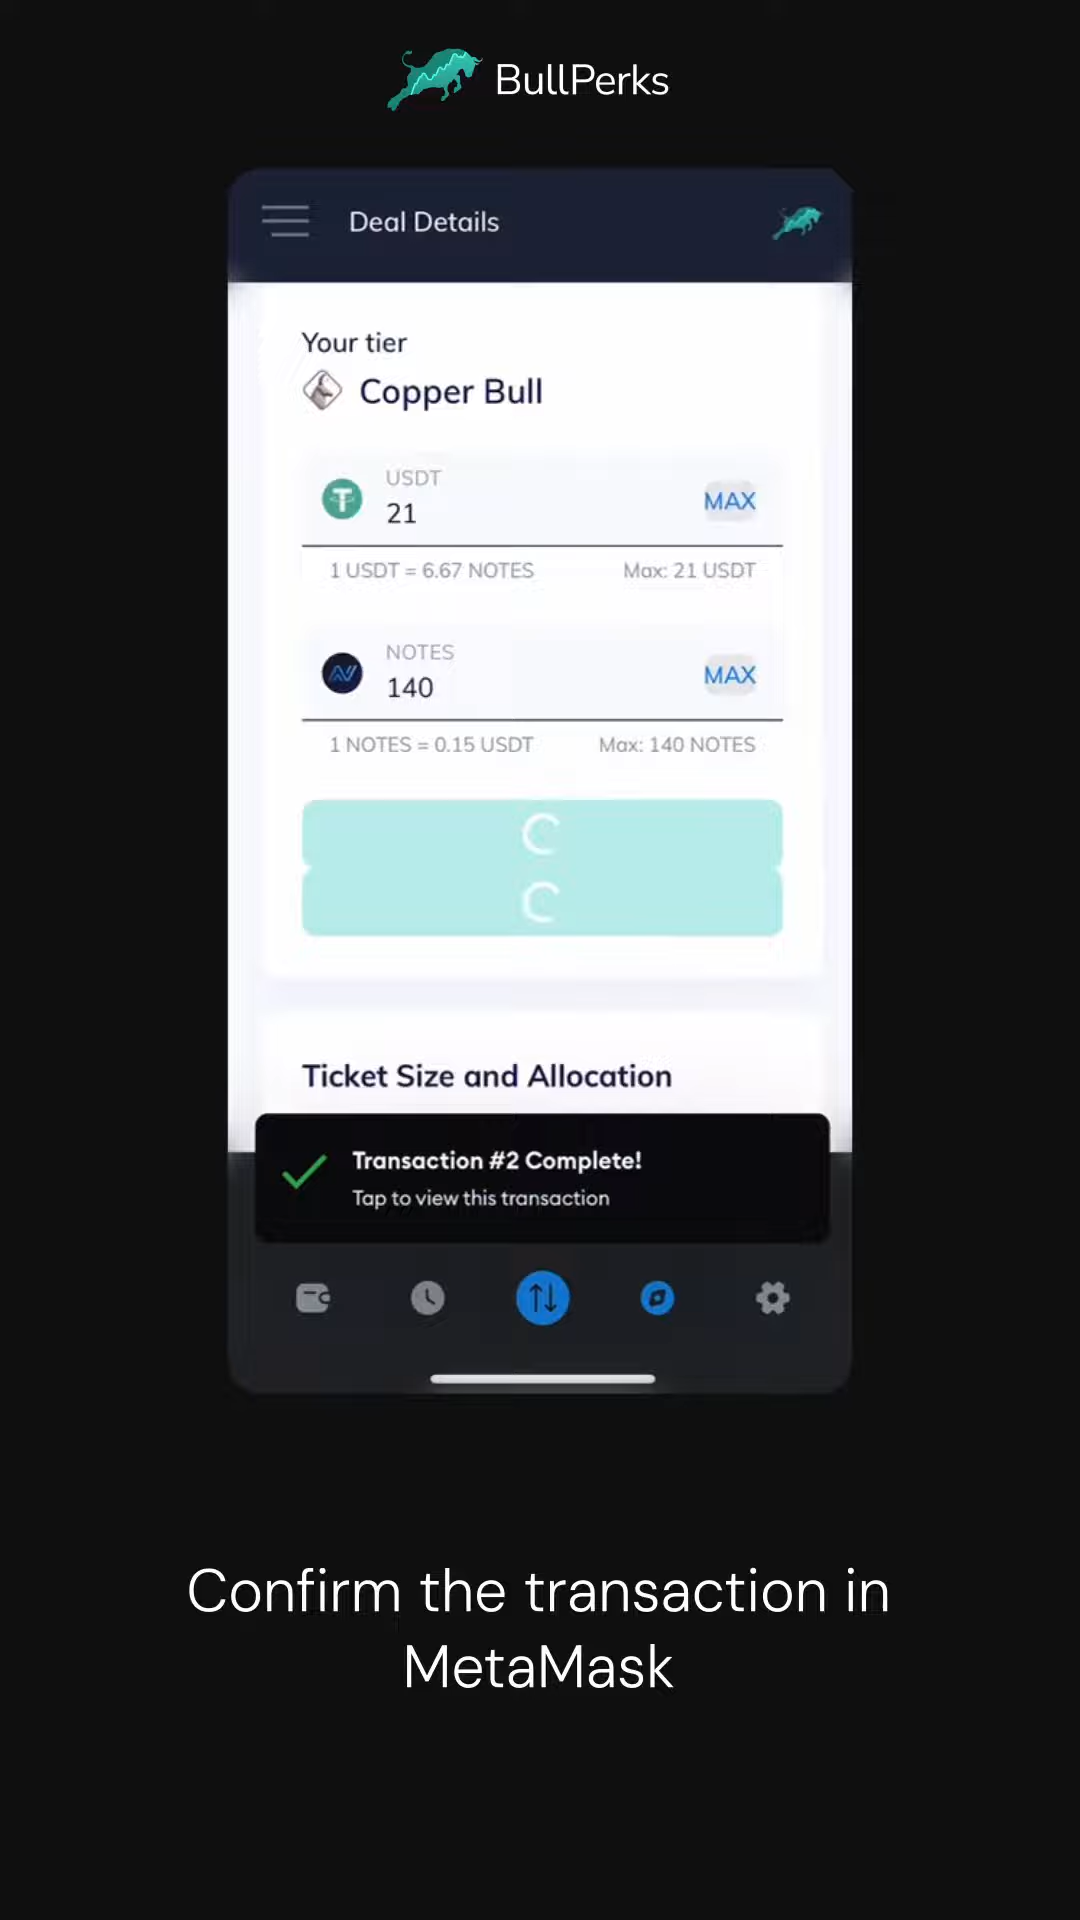 BullPerks
Deal Details
Your tier
Copper Bull
USDT
21
MAX
1 USDT = 6.67 NOTES
Max: 21 USDT
NOTES
140
MAX
1 NOTES = 0.15 USDT
Max: 140 NOTES
Ticket Size and Allocation
Transaction #2 Complete!
Tap to view this transaction
Confirm the transaction in
MetaMask